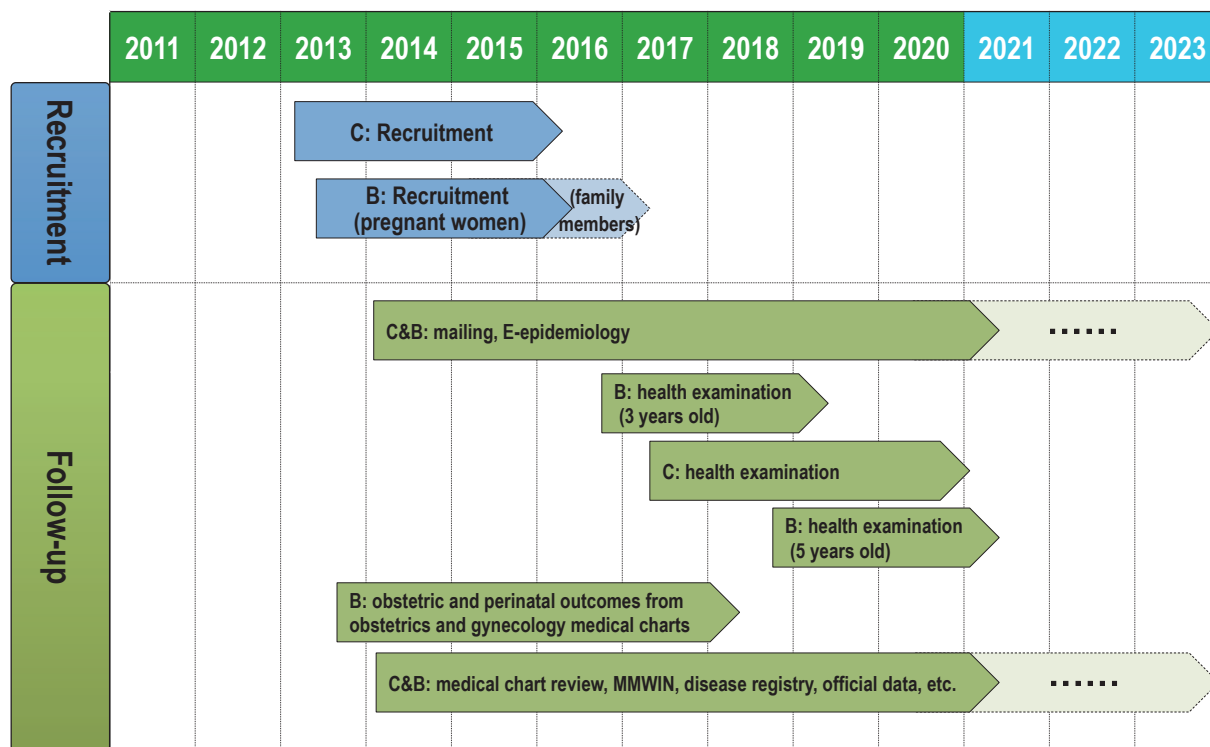 2011 2012 2013 2014 2015 2016 2017 2018 2019 2020 2021 2022 2023
Recruitment
C: Recruitment
B: Recruitment
(pregnant women)
(family
members)
Follow-up
C&B: mailing, E-epidemiology
......
B: health examination
(3 years old)
C: health examination
B: health examination
(5 years old)
B: obstetric and perinatal outcomes from
obstetrics and gynecology medical charts
C&B: medical chart review, MMWIN, disease registry, official data, etc.
......